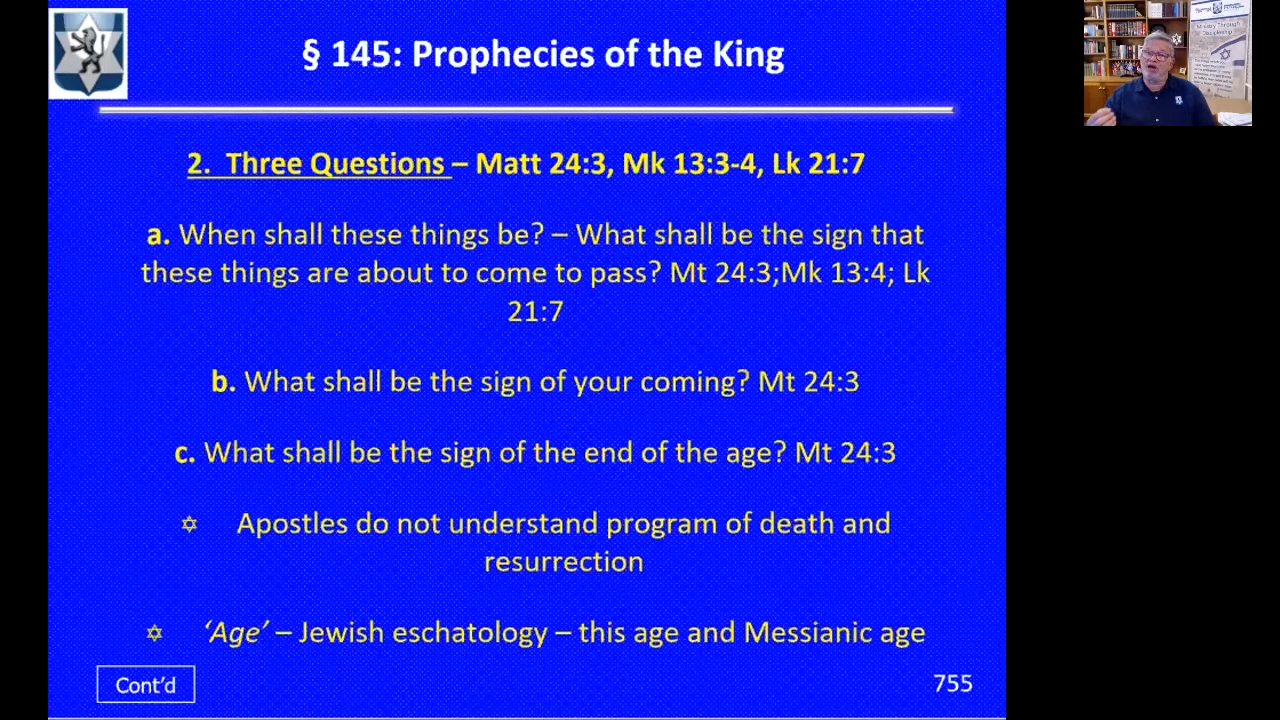 § 145: Prophecies of the King
2. Three Questions – Matt 24:3, Mk 13:3-4, Lk 21:7
a. When shall these things be? – What shall be the sign that
these things are about to come to pass? Mt 24:3;Mk 13:4; Lk
21:7
b. What shall be the sign of your coming? Mt 24:3
c. What shall be the sign of the end of the age? Mt 24:3
✡ Apostles do not understand program of death and
resurrection
✡ ‘Age’ – Jewish eschatology – this age and Messianic age
Cont’d
755
Ministry Through
Discipleship